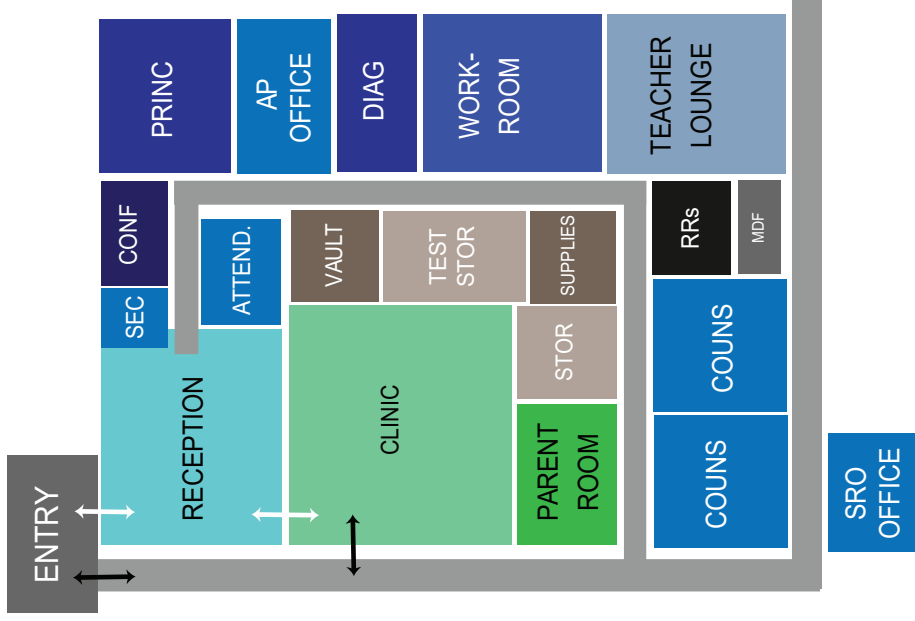 PRINC
AP
OFFICE
DIAG
WORK-
ROOM
TEACHER
LOUNGE
CONF
SEC
ATTEND.
VAULT
TEST
STOR
SUPPLIES
RRs
MDF
RECEPTION
CLINIC
STOR
PARENT
ROOM
COUNS
COUNS
ENTRY
SRO
OFFICE